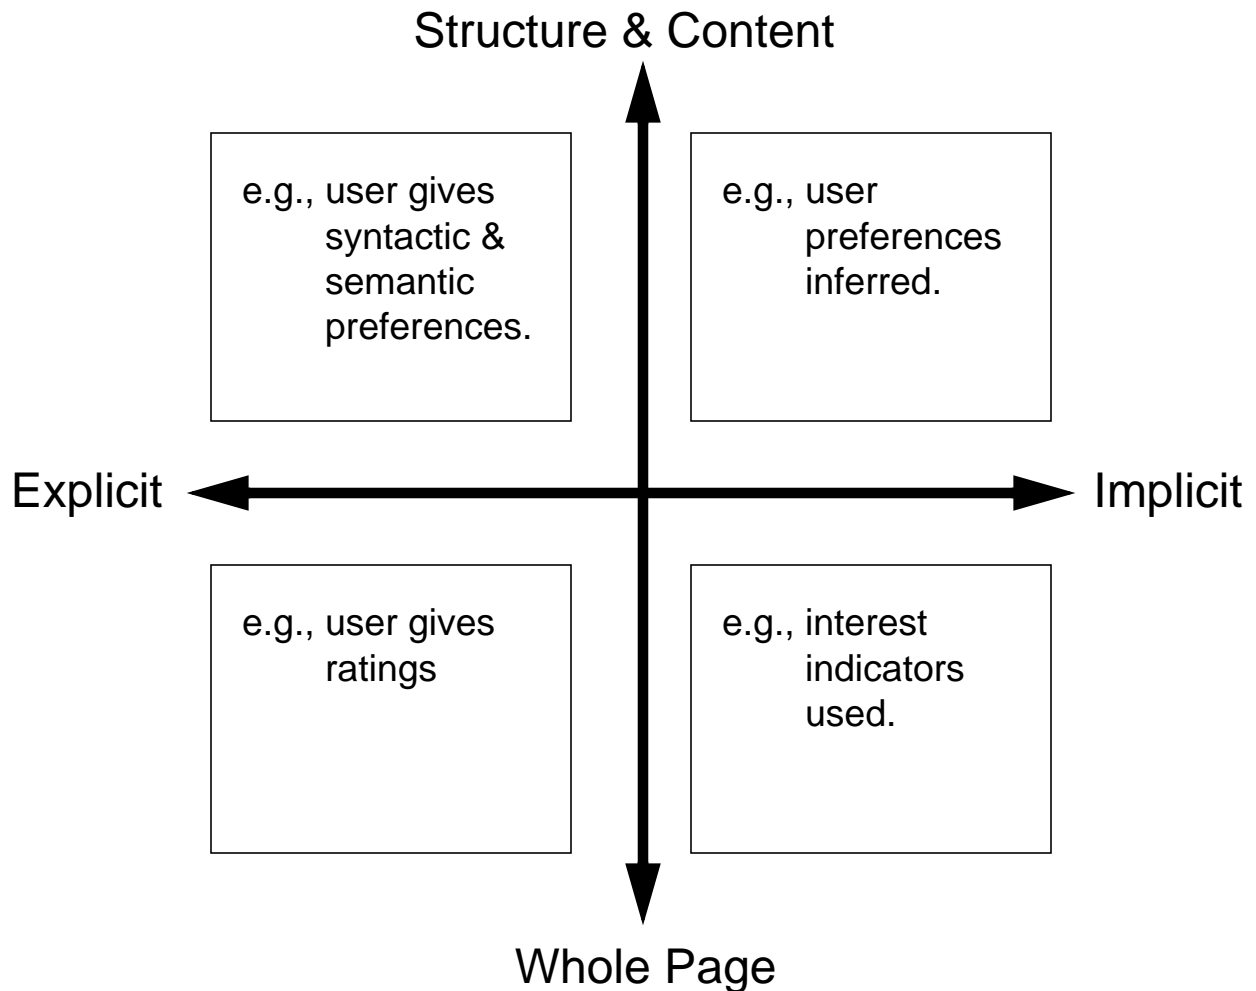 Structure & Content
e.g., user gives
syntactic &
semantic
preferences.
e.g., user
preferences
inferred.
Explicit
Implicit
e.g., user gives
ratings
e.g., interest
indicators
used.
Whole Page